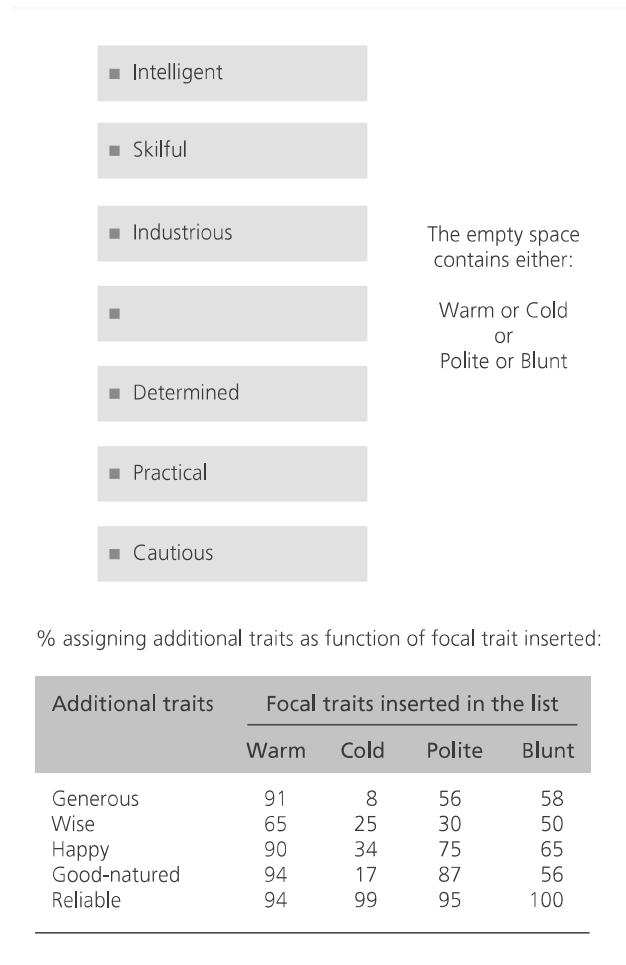 Intelligent
Skilful
Industrious
The empty space
contains either:
Warm or Cold
or
Polite or Blunt
Determined
Practical
Cautious
% assigning additional traits as function of focal trait inserted:
Additional traits Focal traits inserted in the list
Warm Cold Polite Blunt
Generous 91 8 56 58
Wise 65 25 30 50
Happy 90 34 75 65
Good-natured 94 17 87 56
Reliable 94 99 95 100